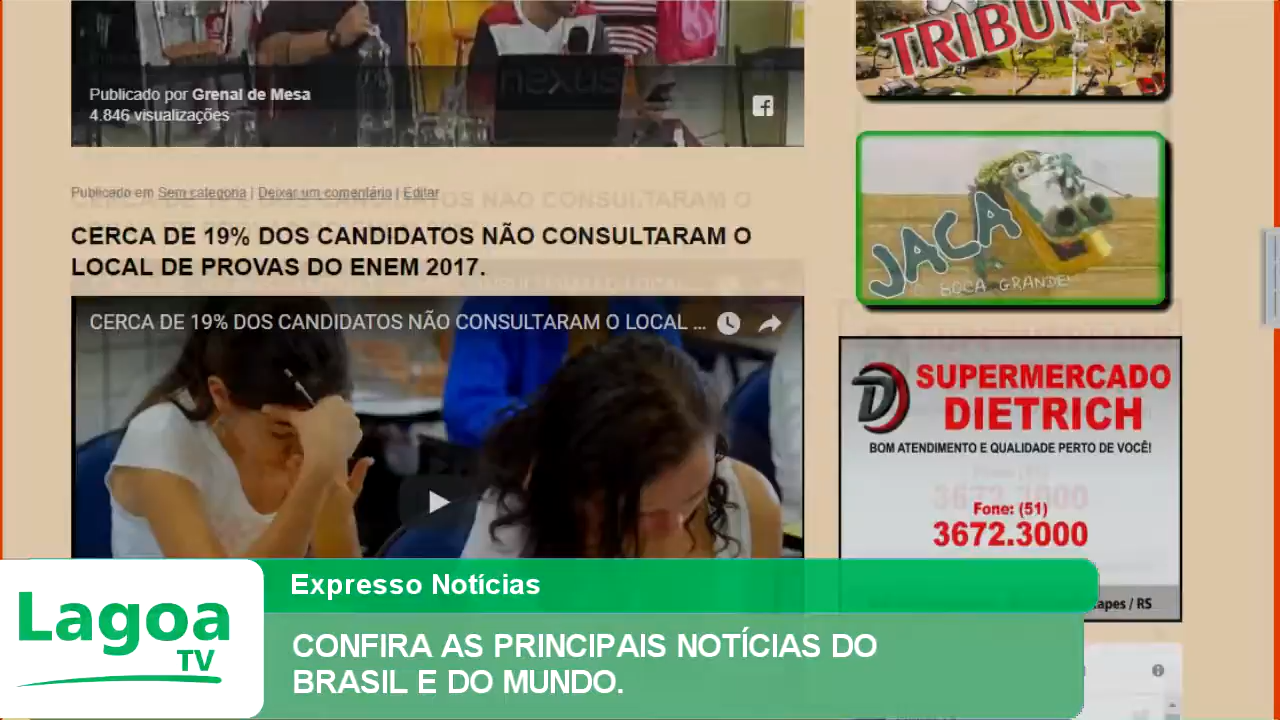 TRIBUNA
nexus
Publicado por Grenal de Mesa
4.846 visualizações
Publicado em Sem categoria | Deixar um comentário | Editar
CERCA DE 19% DOS CANDIDATOS NÃO CONSULTARAM O
LOCAL DE PROVAS DO ENEM 2017.
CERCA DE 19% DOS CANDIDATOS NÃO CONSULTARAM O LOCAL ...
JACA
O BOCA GRANDE!
D SUPERMERCADO
DIETRICH
BOM ATENDIMENTO E QUALIDADE PERTO DE VOCÊ!
Fone: (51)
3672.3000
apes / RS
Lagoa
TV
Expresso Notícias
CONFIRA AS PRINCIPAIS NOTÍCIAS DO
BRASIL E DO MUNDO.